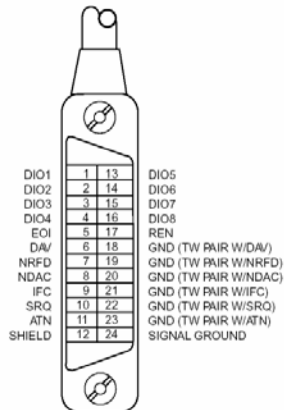 DIO1 1 13 DIO5
DIO2 2 14 DIO6
DIO3 3 15 DIO7
DIO4 4 16 DIO8
EOI 5 17 REN
DAV 6 18 GND (TW PAIR W/DAV)
NRFD 7 19 GND (TW PAIR W/NRFD)
NDAC 8 20 GND (TW PAIR W/NDAC)
IFC 9 21 GND (TW PAIR W/IFC)
SRQ 10 22 GND (TW PAIR W/SRQ)
ATN 11 23 GND (TW PAIR W/ATN)
SHIELD 12 24 SIGNAL GROUND